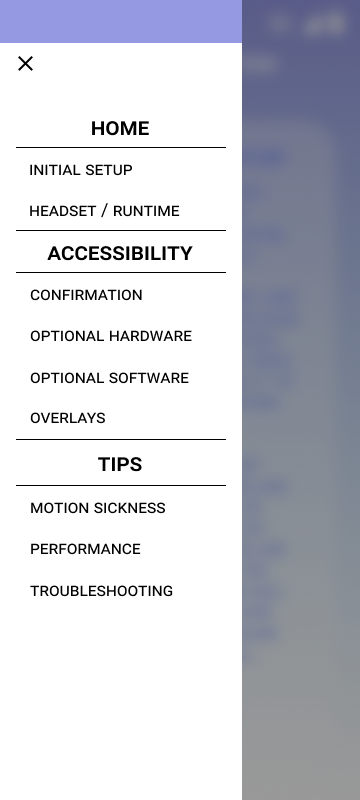 HOME
INITIAL SETUP
HEADSET / RUNTIME
ACCESSIBILITY
CONFIRMATION
OPTIONAL HARDWARE
OPTIONAL SOFTWARE
OVERLAYS
TIPS
MOTION SICKNESS
PERFORMANCE
TROUBLESHOOTING